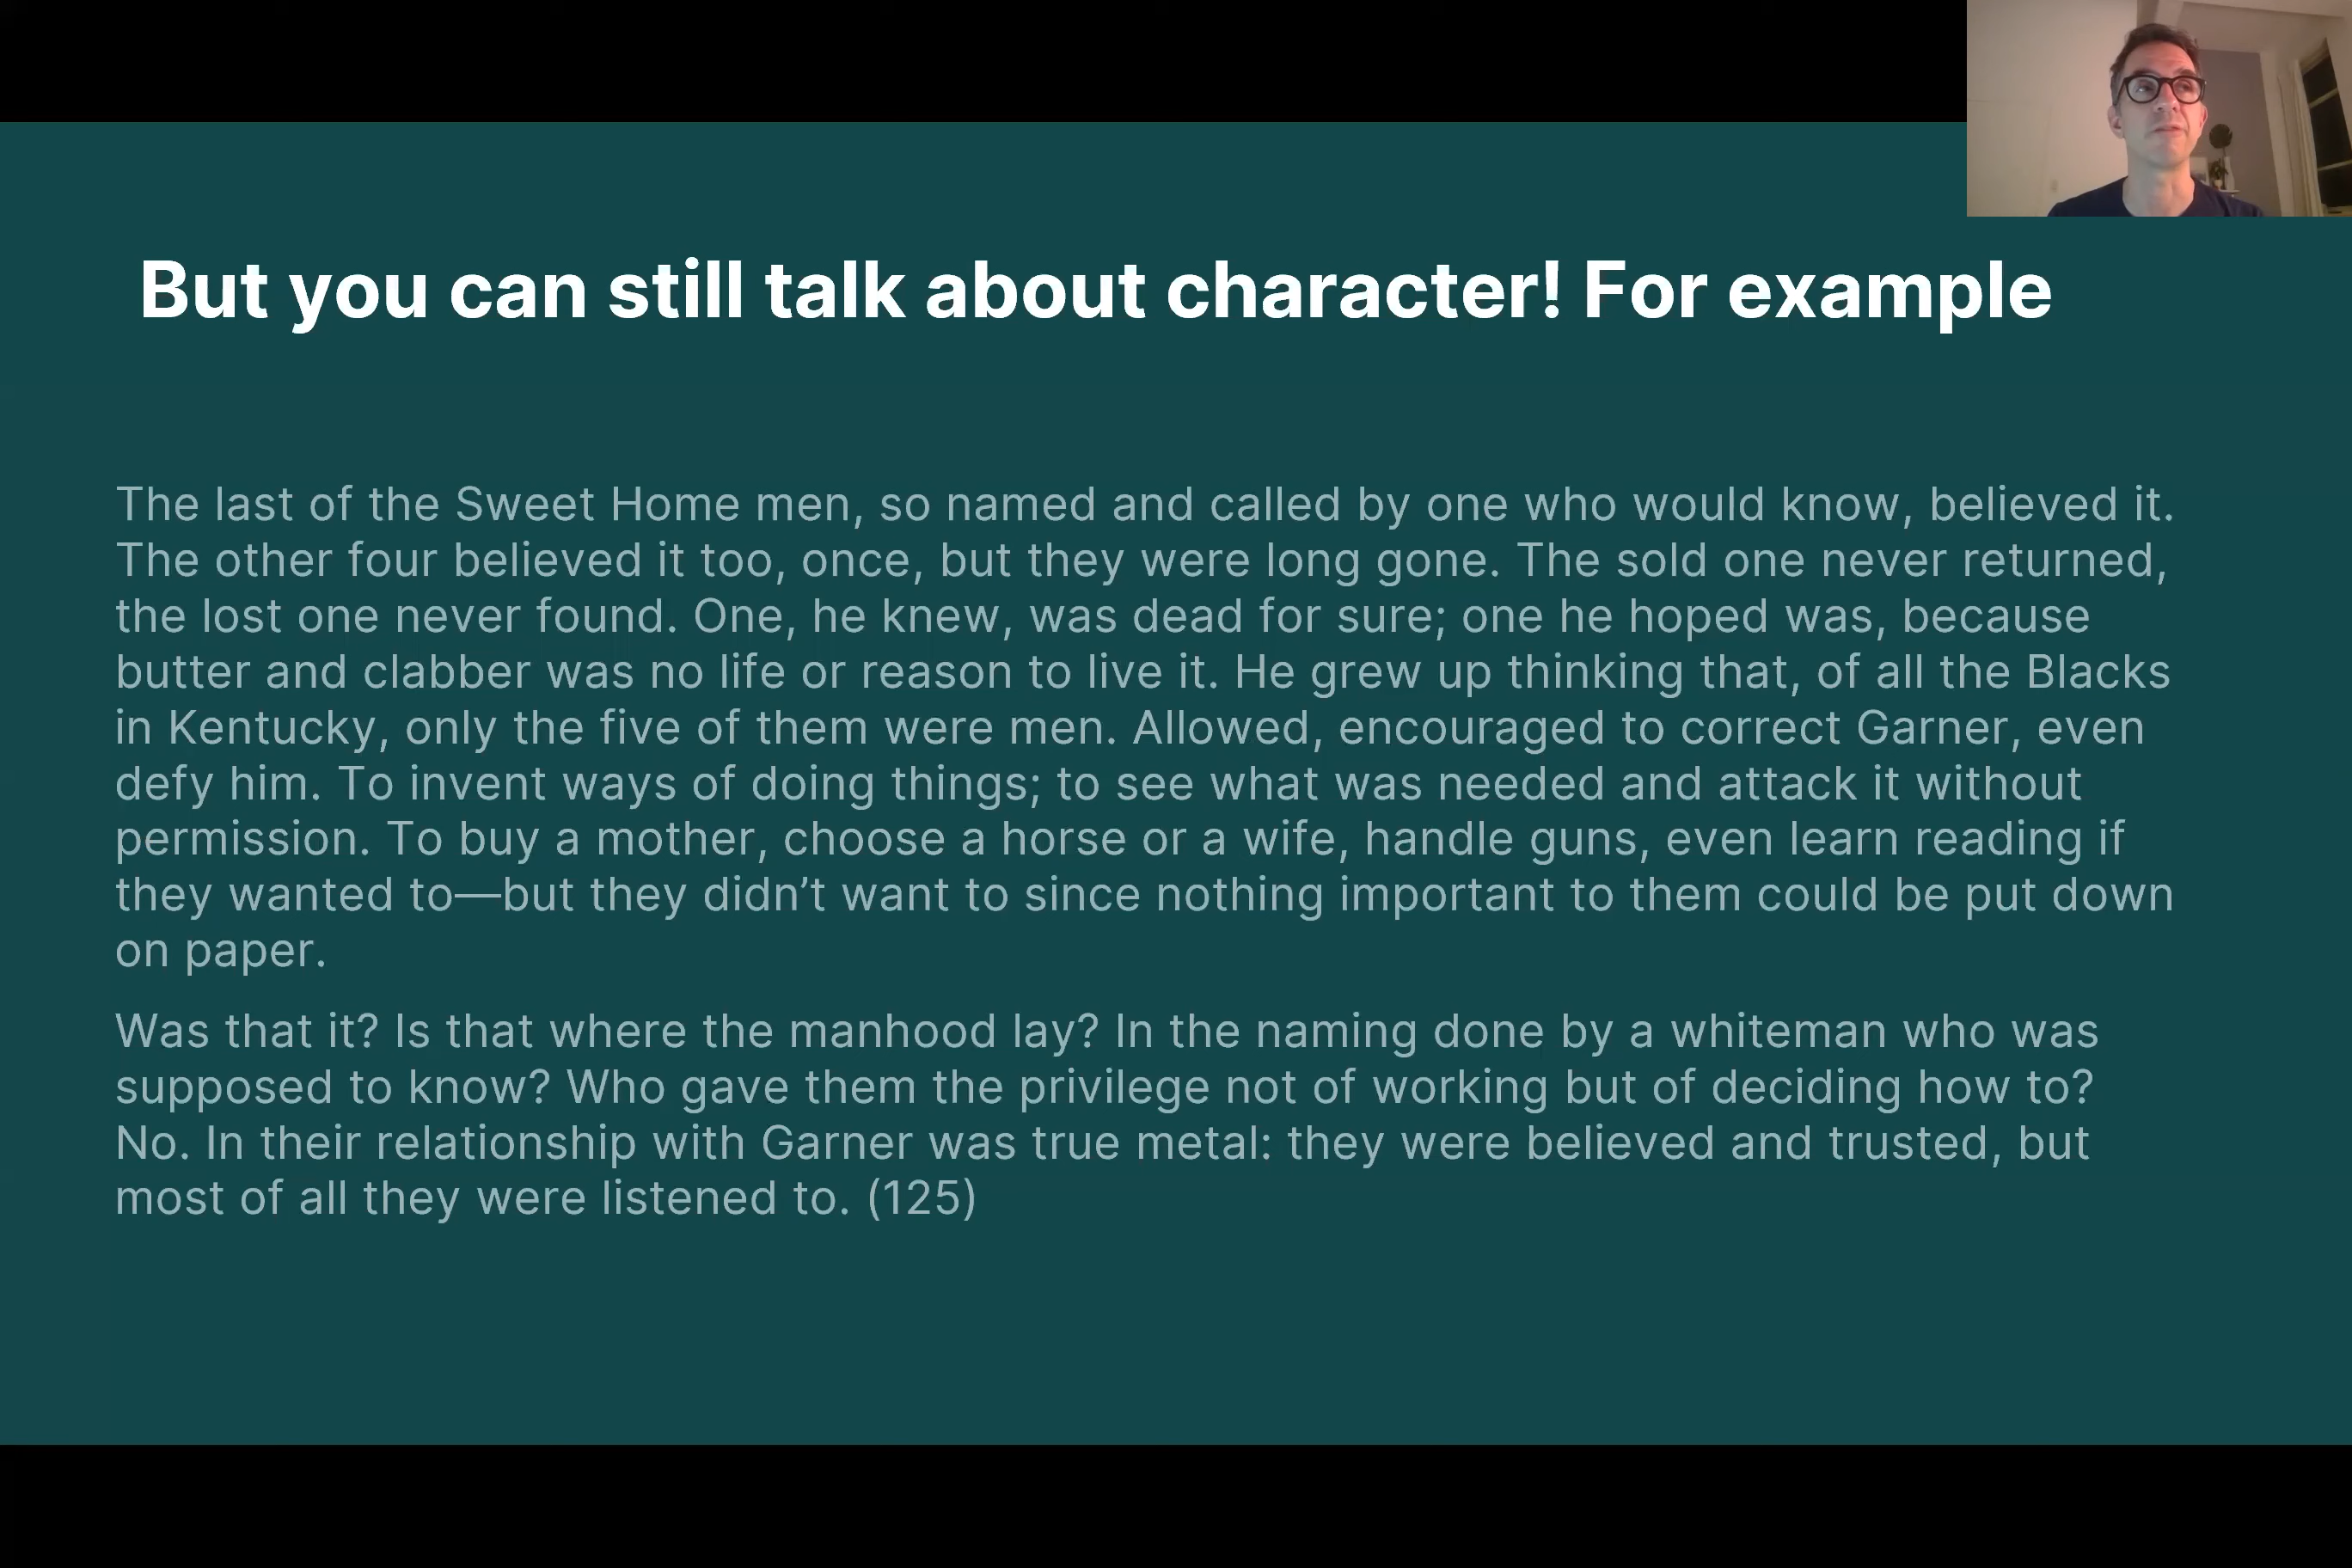 But you can still talk about character! For example
The last of the Sweet Home men, so named and called by one who would know, believed it.
The other four believed it too, once, but they were long gone. The sold one never returned,
the lost one never found. One, he knew, was dead for sure; one he hoped was, because
butter and clabber was no life or reason to live it. He grew up thinking that, of all the Blacks
in Kentucky, only the five of them were men. Allowed, encouraged to correct Garner, even
defy him. To invent ways of doing things; to see what was needed and attack it without
permission. To buy a mother, choose a horse or a wife, handle guns, even learn reading if
they wanted to—but they didn’t want to since nothing important to them could be put down
on paper.
Was that it? Is that where the manhood lay? In the naming done by a whiteman who was
supposed to know? Who gave them the privilege not of working but of deciding how to?
No. In their relationship with Garner was true metal: they were believed and trusted, but
most of all they were listened to. (125)